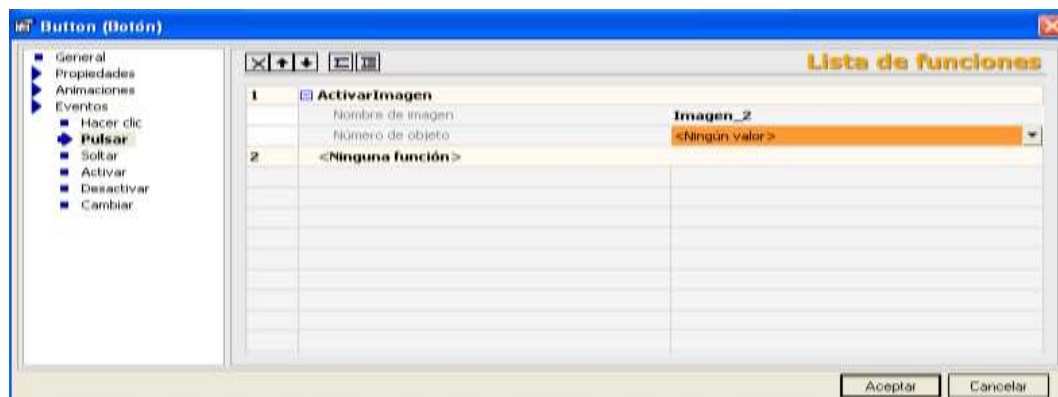 Button (Botón)
General
Propiedades
Animaciones
Eventos
Hacer clic
Pulsar
Soltar
Activar
Desactivar
Cambiar
Lista de funciones
1 ActivarImagen
Nombre de imagen Imagen_2
Número de objeto <Ningún valor>
2 <Ninguna función>
Aceptar Cancelar